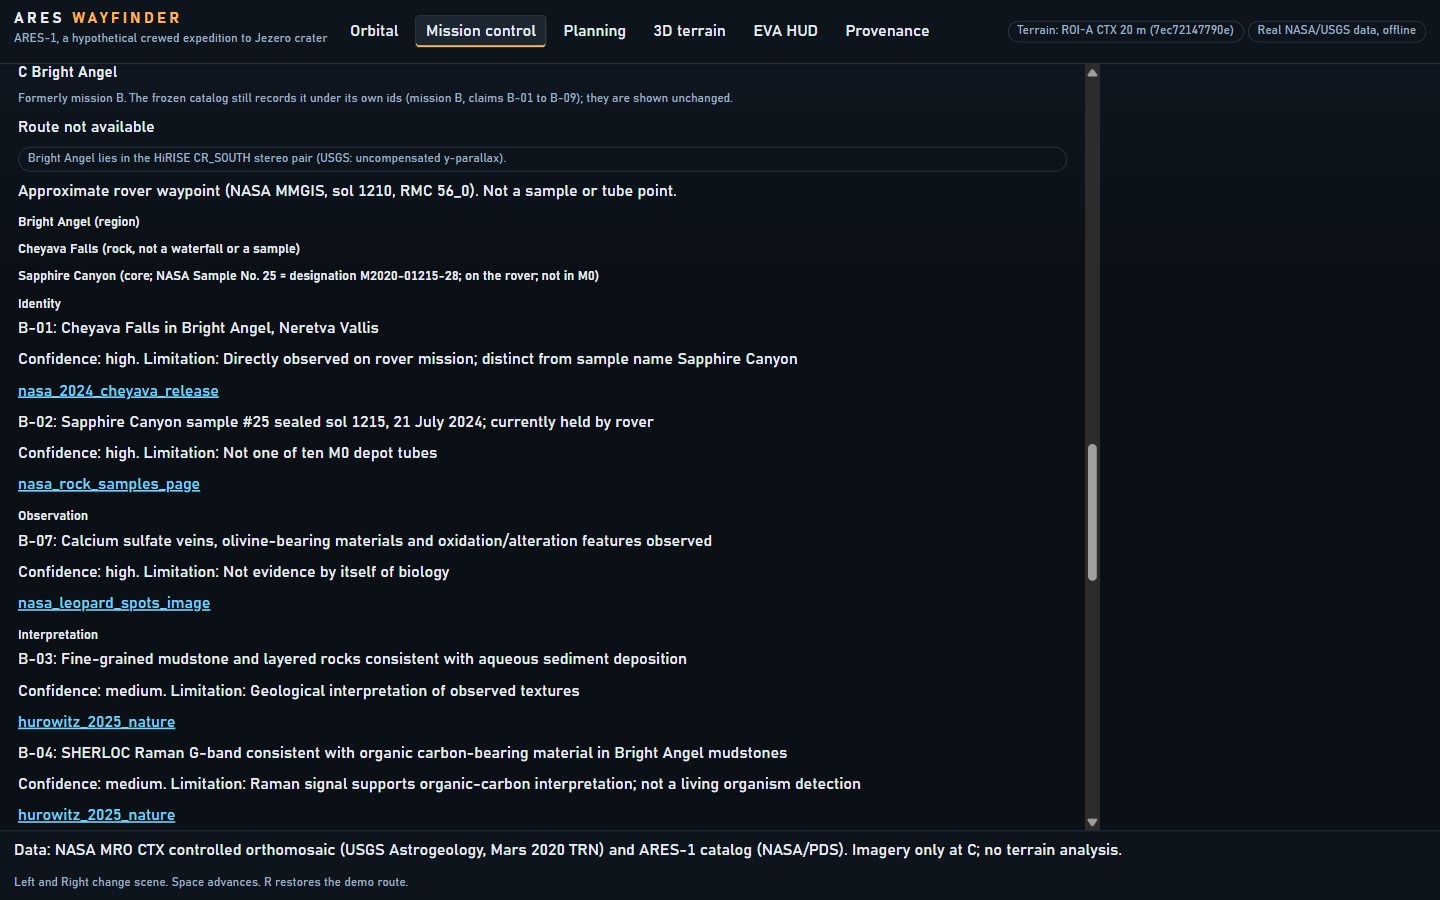 ARES WAYFINDER
ARES-1, a hypothetical crewed expedition to Jezero crater
Orbital
Mission control
Planning
3D terrain
EVA HUD
Provenance
Terrain: ROI-A CTX 20 m (7ec72147790e)
Real NASA/USGS data, offline
C Bright Angel
Formerly mission B. The frozen catalog still records it under its own ids (mission B, claims B-01 to B-09); they are shown unchanged.
Route not available
Bright Angel lies in the HiRISE CR_SOUTH stereo pair (USGS: uncompensated y-parallax).
Approximate rover waypoint (NASA MMGIS, sol 1210, RMC 56_0). Not a sample or tube point.
Bright Angel (region)
Cheyava Falls (rock, not a waterfall or a sample)
Sapphire Canyon (core; NASA Sample No. 25 = designation M2020-01215-28; on the rover; not in M0)
Identity
B-01: Cheyava Falls in Bright Angel, Neretva Vallis
Confidence: high. Limitation: Directly observed on rover mission; distinct from sample name Sapphire Canyon
nasa_2024_cheyava_release
B-02: Sapphire Canyon sample #25 sealed sol 1215, 21 July 2024; currently held by rover
Confidence: high. Limitation: Not one of ten M0 depot tubes
nasa_rock_samples_page
Observation
B-07: Calcium sulfate veins, olivine-bearing materials and oxidation/alteration features observed
Confidence: high. Limitation: Not evidence by itself of biology
nasa_leopard_spots_image
Interpretation
B-03: Fine-grained mudstone and layered rocks consistent with aqueous sediment deposition
Confidence: medium. Limitation: Geological interpretation of observed textures
hurowitz_2025_nature
B-04: SHERLOC Raman G-band consistent with organic carbon-bearing material in Bright Angel mudstones
Confidence: medium. Limitation: Raman signal supports organic-carbon interpretation; not a living organism detection
hurowitz_2025_nature
Data: NASA MRO CTX controlled orthomosaic (USGS Astrogeology, Mars 2020 TRN) and ARES-1 catalog (NASA/PDS). Imagery only at C; no terrain analysis.
Left and Right change scene. Space advances. R restores the demo route.